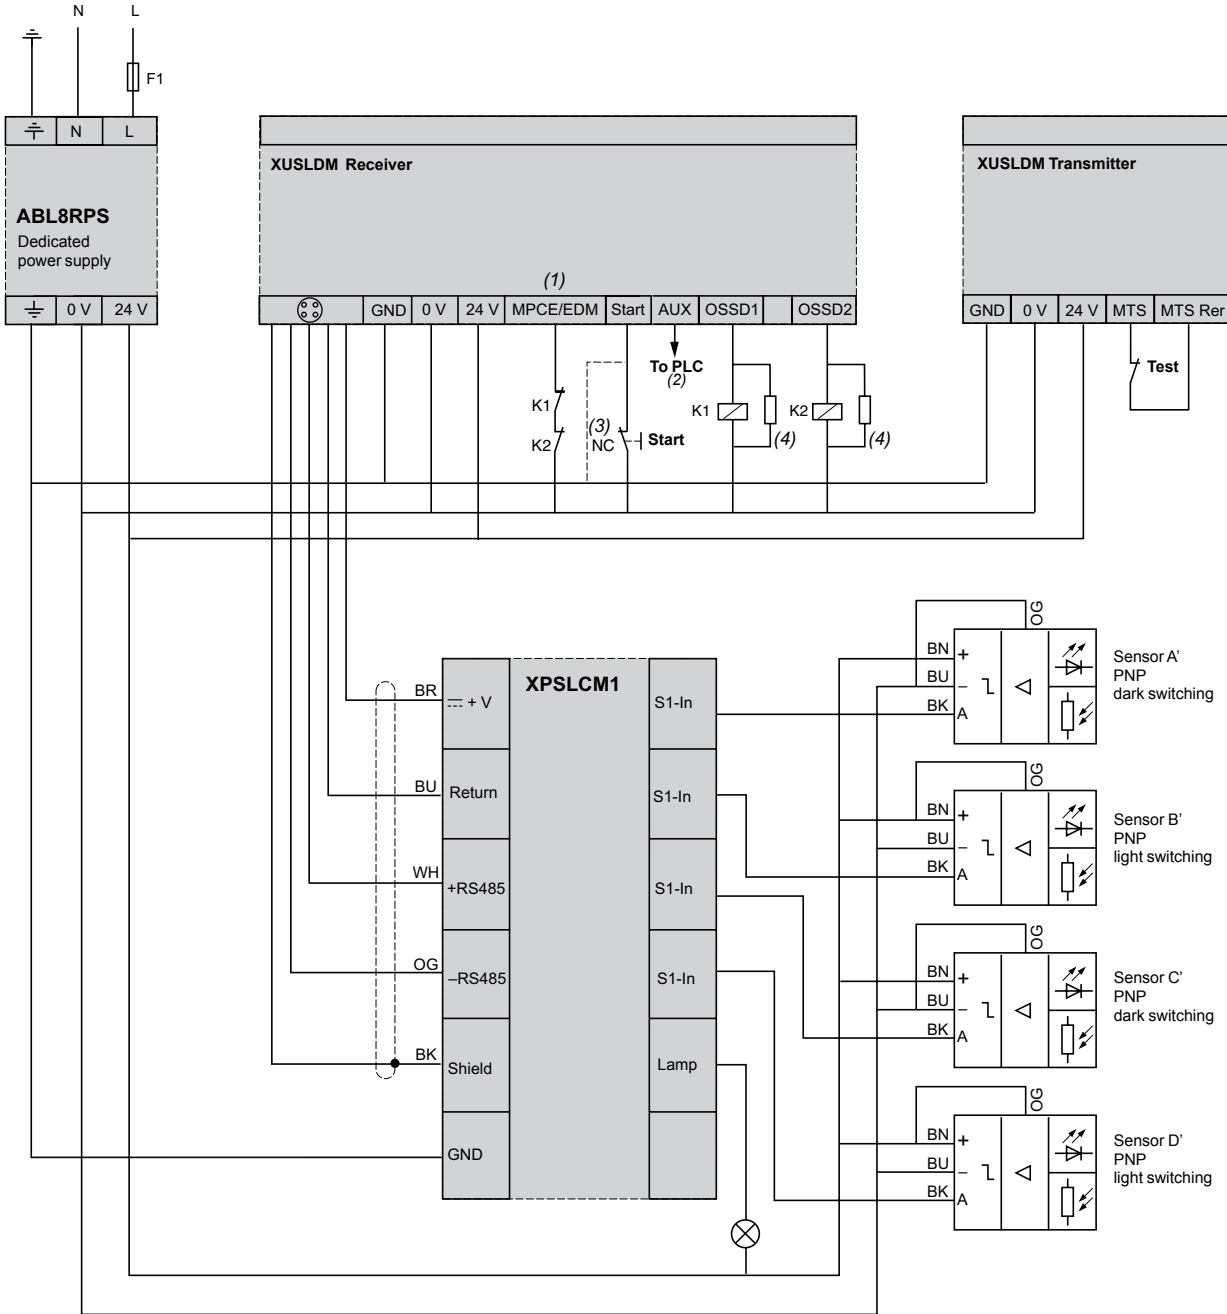 N L
F1
N L
XUSLDM Receiver
XUSLDM Transmitter
ABL8RPS
Dedicated
power supply
(1)
0 V 24 V
GND 0 V 24 V MPCE/EDM Start AUX OSSD1 OSSD2
GND 0 V 24 V MTS MTS Rer
To PLC
(2)
Test
K1
K1
K2
(3)
NC
Start
(4)
(4)
K2
XPSLCM1
BR
+ V
S1-In
BU
Return
S1-In
WH
+RS485
S1-In
OG
–RS485
S1-In
BK
Shield
Lamp
GND
OG
BN +
BU –
BK A
Sensor A'
PNP
dark switching
OG
BN +
BU –
BK A
Sensor B'
PNP
light switching
OG
BN +
BU –
BK A
Sensor C'
PNP
dark switching
OG
BN +
BU –
BK A
Sensor D'
PNP
light switching